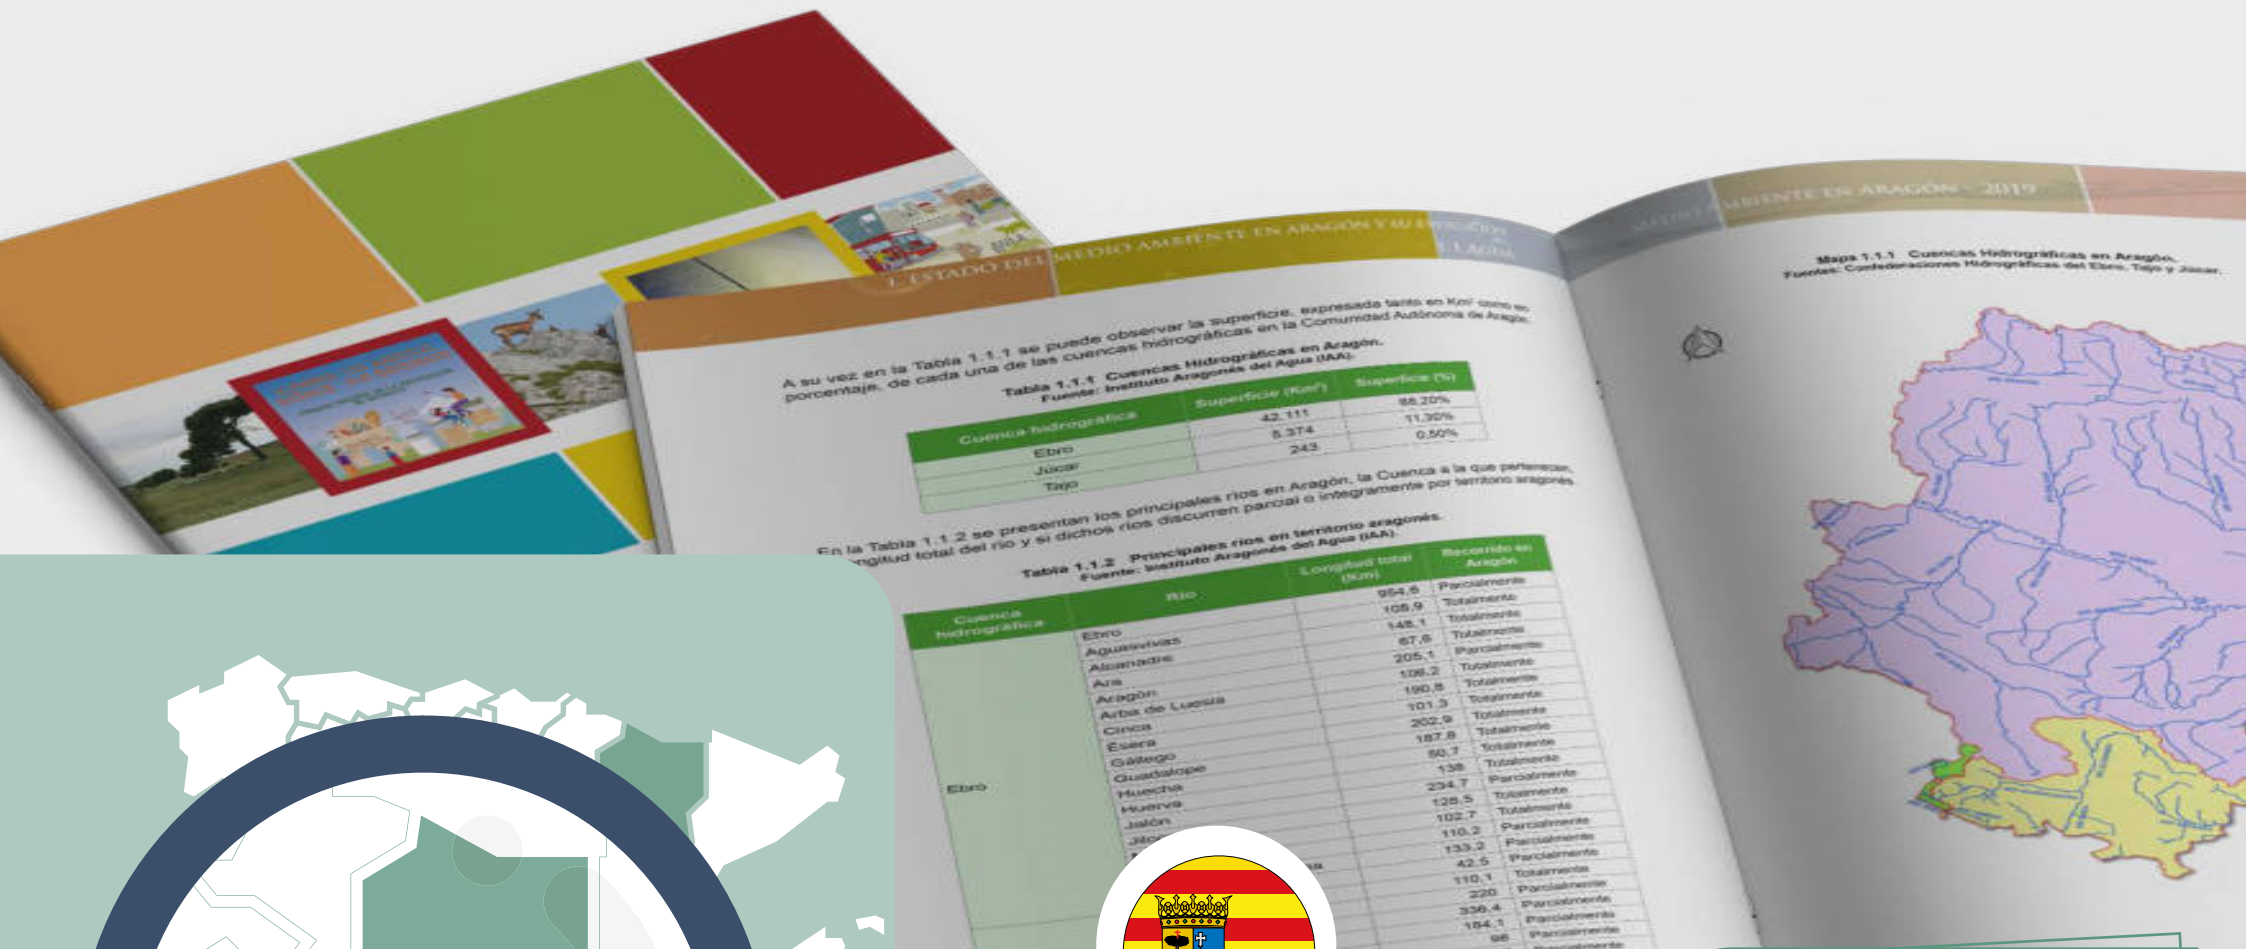 1. ESTADO DEL MEDIO AMBIENTE EN ARAGÓN Y SU EVOLUCIÓN
1.1 AGUA
A su vez en la Tabla 1.1.1 se puede observar la superficie, expresada tanto en Km² como en
porcentaje, de cada una de las cuencas hidrográficas en la Comunidad Autónoma de Aragón.
Tabla 1.1.1 Cuencas Hidrográficas en Aragón.
Fuente: Instituto Aragonés del Agua (IAA).
Cuenca hidrográfica Superficie (Km²) Superficie (%)
Ebro 42.111 88,20%
Júcar 5.374 11,30%
Tajo 243 0,50%
En la Tabla 1.1.2 se presentan los principales ríos en Aragón, la Cuenca a la que pertenecen,
ngitud total del río y si dichos ríos discurren parcial o íntegramente por territorio aragonés
Tabla 1.1.2 Principales ríos en territorio aragonés.
Fuente: Instituto Aragonés del Agua (IAA).
Cuenca hidrográfica Río Longitud total (Km) Recorrido en Aragón
Ebro
Ebro 954,6 Parcialmente
Aguasvivas 105,9 Totalmente
Alcanadre 148,1 Totalmente
Ara 67,6 Totalmente
Aragón 205,1 Parcialmente
Arba de Luesia 106,2 Totalmente
Cinca 190,8 Totalmente
Ésera 101,3 Totalmente
Gállego 202,9 Totalmente
Guadalope 187,8 Totalmente
Huecha 50,7 Totalmente
Huerva 138 Totalmente
Jalón 234,7 Parcialmente
128,5 Totalmente
102,7 Totalmente
110,2 Parcialmente
133,2 Parcialmente
42,5 Parcialmente
110,1 Totalmente
220 Parcialmente
336,4 Parcialmente
184,1 Parcialmente
98 Parcialmente
MEDIO AMBIENTE EN ARAGÓN - 2019
Mapa 1.1.1 Cuencas Hidrográficas en Aragón.
Fuentes: Confederaciones Hidrográficas del Ebro, Tajo y Júcar.